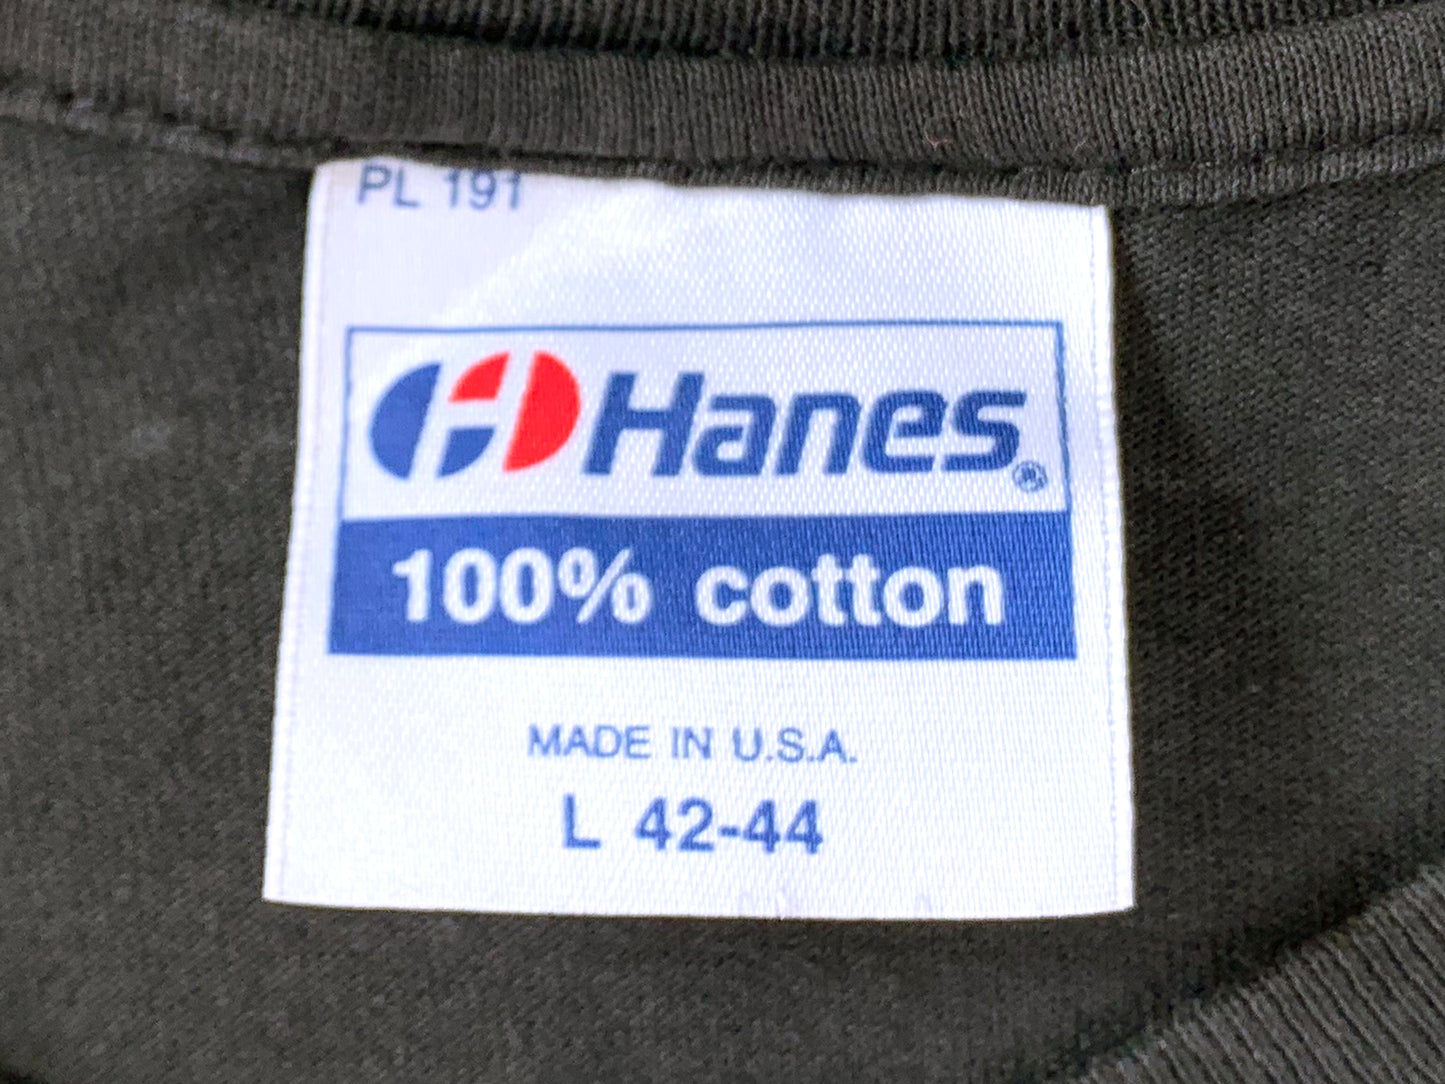 PL 191
Hanes®
100% cotton
MADE IN U.S.A.
L 42-44